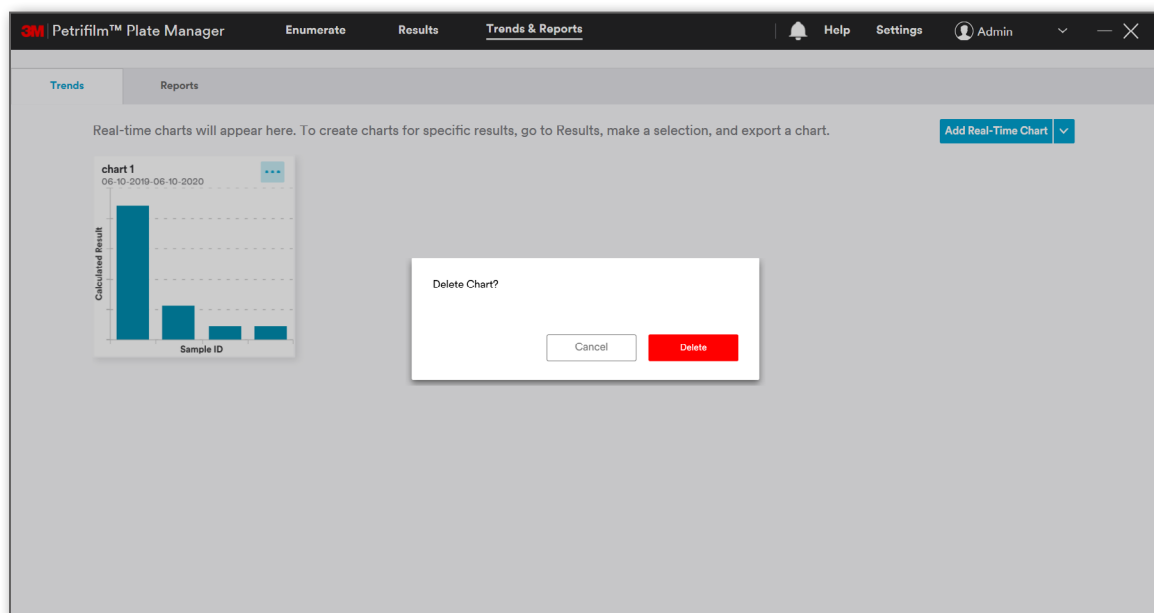 3M Petrifilm™ Plate Manager Enumerate Results Trends & Reports Help Settings Admin
Trends Reports
Real-time charts will appear here. To create charts for specific results, go to Results, make a selection, and export a chart. Add Real-Time Chart
chart 1
06-10-2019-06-10-2020
Calculated Result
Sample ID
Delete Chart?
Cancel Delete